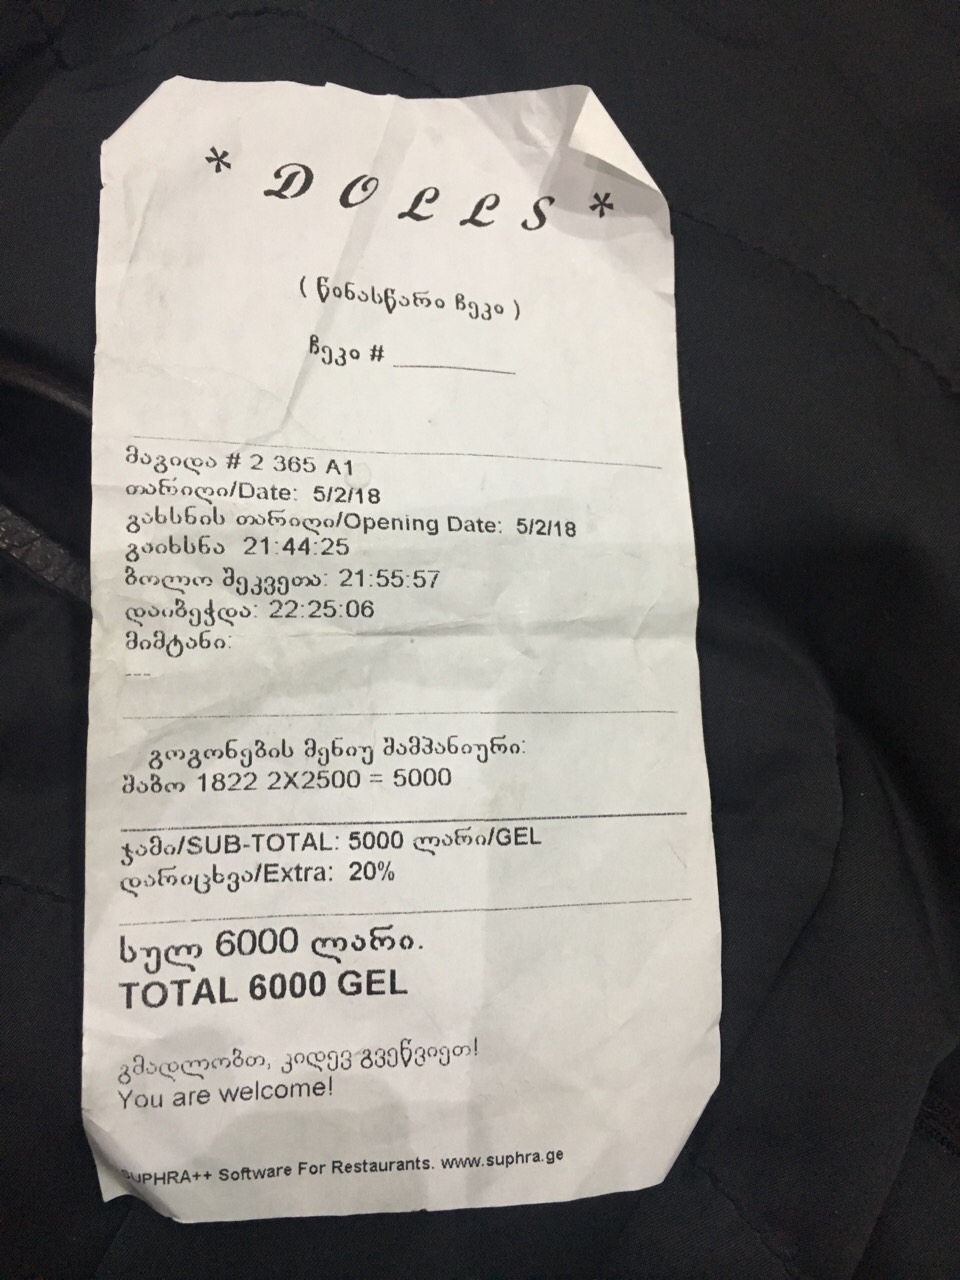 * D O L L S *
( წინასწარი ჩეკი )
ჩეკი # ________
მაგიდა # 2 365 A1
თარიღი/Date: 5/2/18
გახსნის თარიღი/Opening Date: 5/2/18
გაიხსნა 21:44:25
ბოლო შეკვეთა: 21:55:57
დაიბეჭდა: 22:25:06
მიმტანი:
---
გოგონების მენიუ შამპანიური:
შაბო 1822 2X2500 = 5000
ჯამი/SUB-TOTAL: 5000 ლარი/GEL
დარიცხვა/Extra: 20%
სულ 6000 ლარი.
TOTAL 6000 GEL
გმადლობთ, კიდევ გვეწვიეთ!
You are welcome!
SUPHRA++ Software For Restaurants. www.suphra.ge